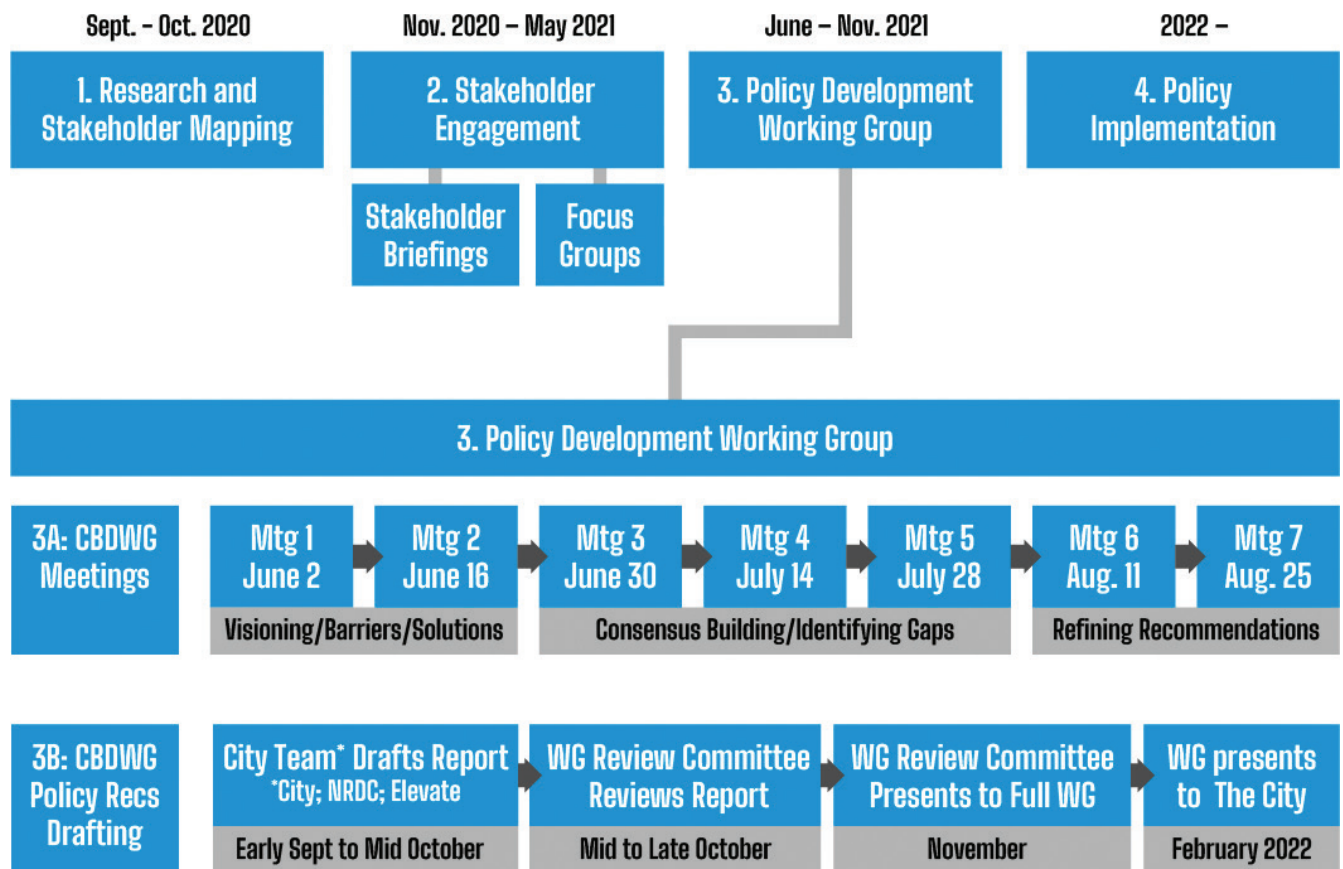 Sept. - Oct. 2020
Nov. 2020 – May 2021
June – Nov. 2021
2022 –
1. Research and
Stakeholder Mapping
2. Stakeholder
Engagement
3. Policy Development
Working Group
4. Policy
Implementation
Stakeholder
Briefings
Focus
Groups
3. Policy Development Working Group
3A: CBDWG
Meetings
Mtg 1
June 2
Mtg 2
June 16
Mtg 3
June 30
Mtg 4
July 14
Mtg 5
July 28
Mtg 6
Aug. 11
Mtg 7
Aug. 25
Visioning/Barriers/Solutions
Consensus Building/Identifying Gaps
Refining Recommendations
3B: CBDWG
Policy Recs
Drafting
City Team* Drafts Report
*City; NRDC; Elevate
Early Sept to Mid October
WG Review Committee
Reviews Report
Mid to Late October
WG Review Committee
Presents to Full WG
November
WG presents
to The City
February 2022